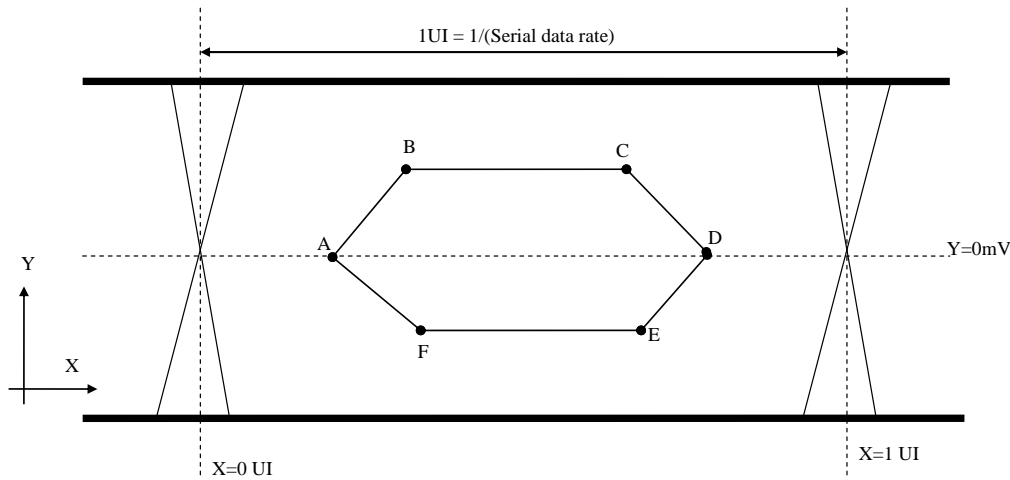 1UI = 1/(Serial data rate)
B
C
A
D
Y=0mV
Y
F
E
X
X=0 UI
X=1 UI